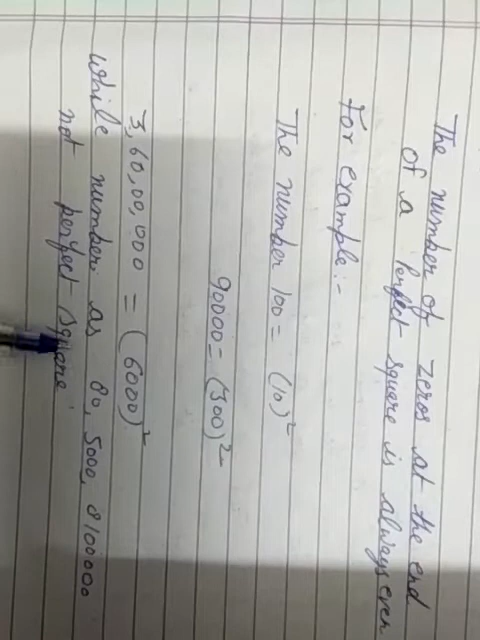 The number of zeros at the end
of a Perfect square is always even
For example:-
The number 100 = (10)²
90000 = (300)²
3,60,00,000 = (6000)²
while number as 80, 5000, 8100000
not perfect square.